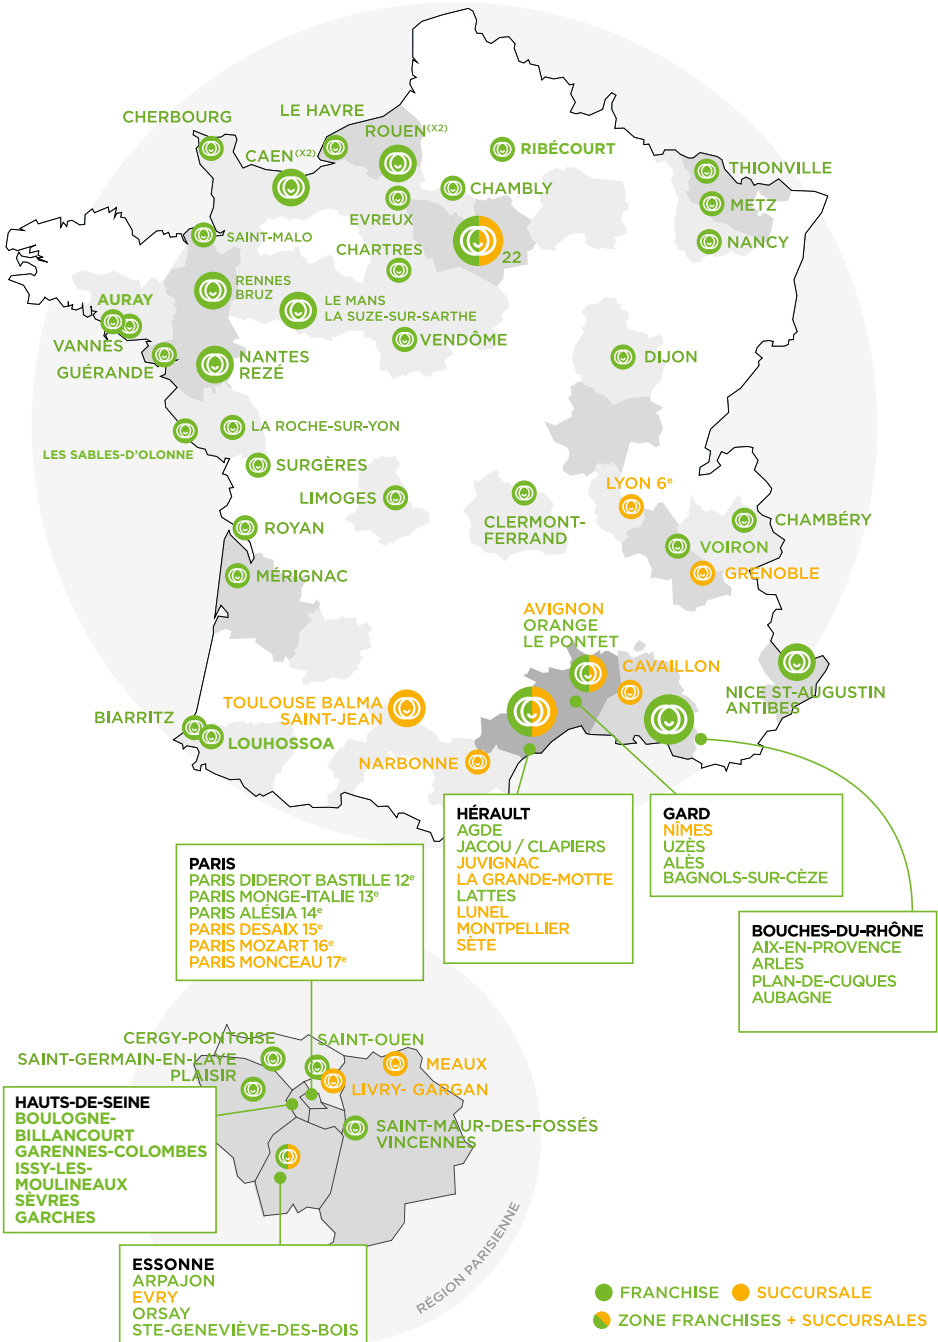 CHERBOURG
LE HAVRE
ROUEN(X2)
CAEN(X2)
RIBÉCOURT
THIONVILLE
CHAMBLY
METZ
EVREUX
SAINT-MALO
CHARTRES
22
NANCY
RENNES
BRUZ
AURAY
LE MANS
LA SUZE-SUR-SARTHE
VANNES
VENDÔME
GUÉRANDE
NANTES
REZÉ
DIJON
LA ROCHE-SUR-YON
LES SABLES-D'OLONNE
SURGÈRES
LIMOGES
LYON 6e
ROYAN
CLERMONT-
FERRAND
CHAMBÉRY
VOIRON
MÉRIGNAC
GRENOBLE
AVIGNON
ORANGE
LE PONTET
CAVAILLON
NICE ST-AUGUSTIN
ANTIBES
TOULOUSE BALMA
SAINT-JEAN
BIARRITZ
LOUHOSSOA
NARBONNE
HÉRAULT
AGDE
JACOU / CLAPIERS
JUVIGNAC
LA GRANDE-MOTTE
LATTES
LUNEL
MONTPELLIER
SÈTE
GARD
NÎMES
UZÈS
ALÈS
BAGNOLS-SUR-CÈZE
BOUCHES-DU-RHÔNE
AIX-EN-PROVENCE
ARLES
PLAN-DE-CUQUES
AUBAGNE
PARIS
PARIS DIDEROT BASTILLE 12e
PARIS MONGE-ITALIE 13e
PARIS ALÉSIA 14e
PARIS DESAIX 15e
PARIS MOZART 16e
PARIS MONCEAU 17e
CERGY-PONTOISE
SAINT-OUEN
SAINT-GERMAIN-EN-LAYE
PLAISIR
MEAUX
LIVRY- GARGAN
SAINT-MAUR-DES-FOSSÉS
VINCENNES
HAUTS-DE-SEINE
BOULOGNE-
BILLANCOURT
GARENNES-COLOMBES
ISSY-LES-
MOULINEAUX
SÈVRES
GARCHES
ESSONNE
ARPAJON
EVRY
ORSAY
STE-GENEVIÈVE-DES-BOIS
RÉGION PARISIENNE
FRANCHISE
SUCCURSALE
ZONE FRANCHISES + SUCCURSALES